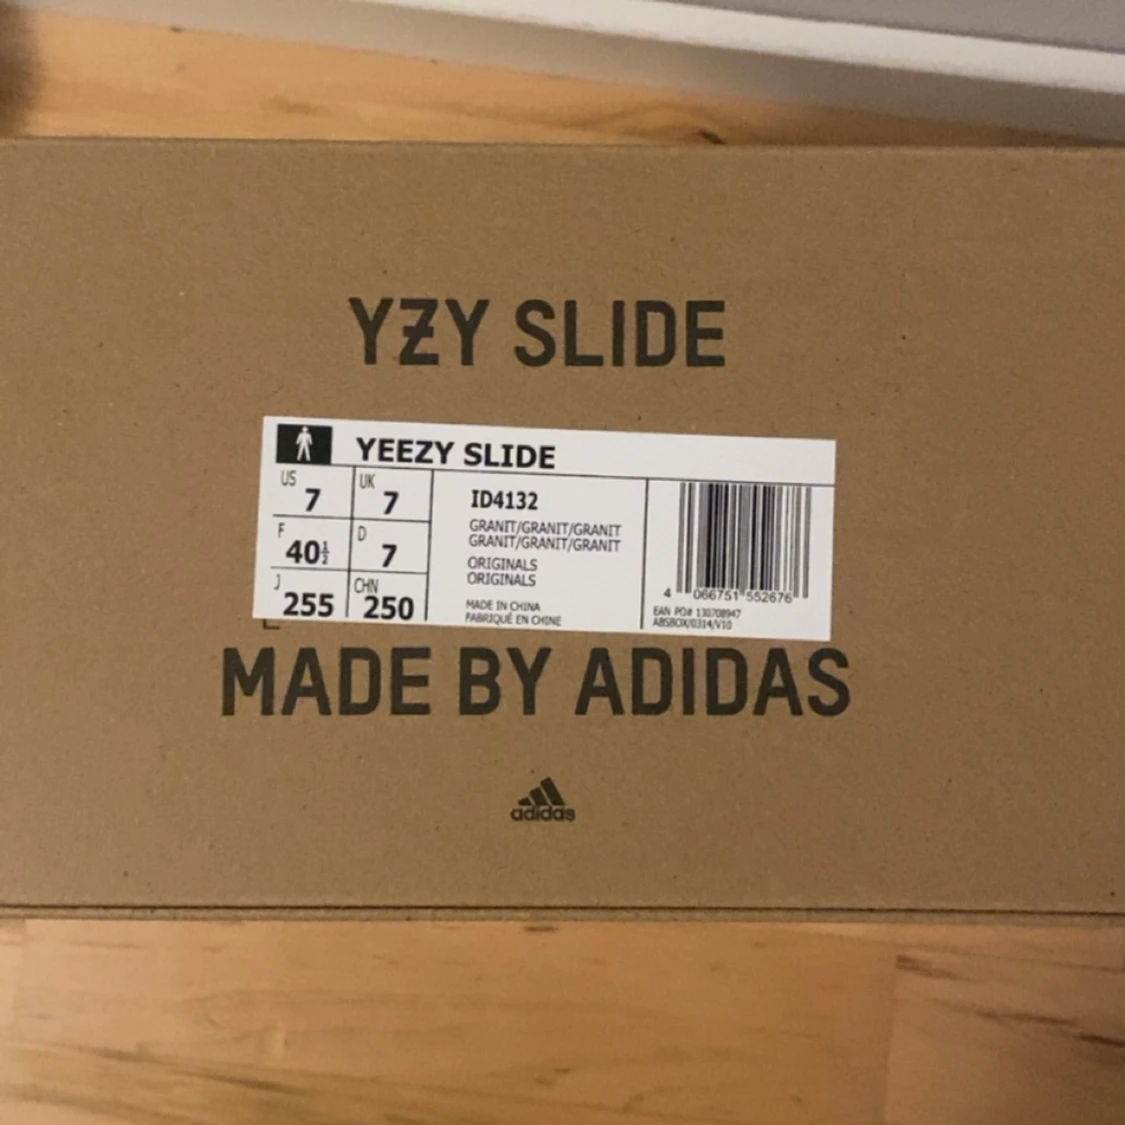 YZY SLIDE
YEEZY SLIDE
US 7 UK 7
F 40½ D 7
J 255 CHN 250
ID4132
GRANIT/GRANIT/GRANIT
GRANIT/GRANIT/GRANIT
ORIGINALS
ORIGINALS
MADE IN CHINA
FABRIQUÉ EN CHINE
4 066751 552676
EAN PO# 130708947
ABSBOX/0314/V10
MADE BY ADIDAS
adidas